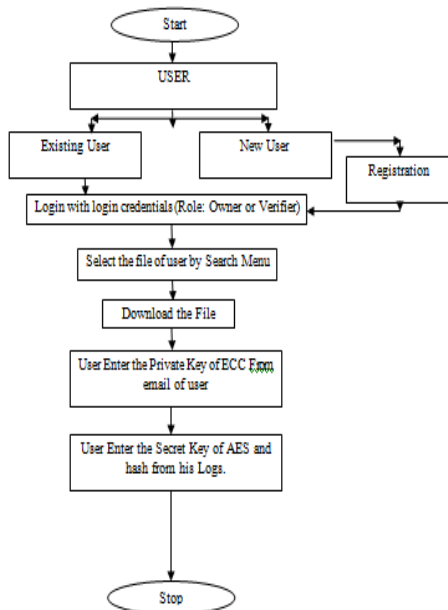 Start
USER
Existing User
New User
Registration
Login with login credentials (Role: Owner or Verifier)
Select the file of user by Search Menu
Download the File
User Enter the Private Key of ECC From
email of user
User Enter the Secret Key of AES and
hash from his Logs.
Stop